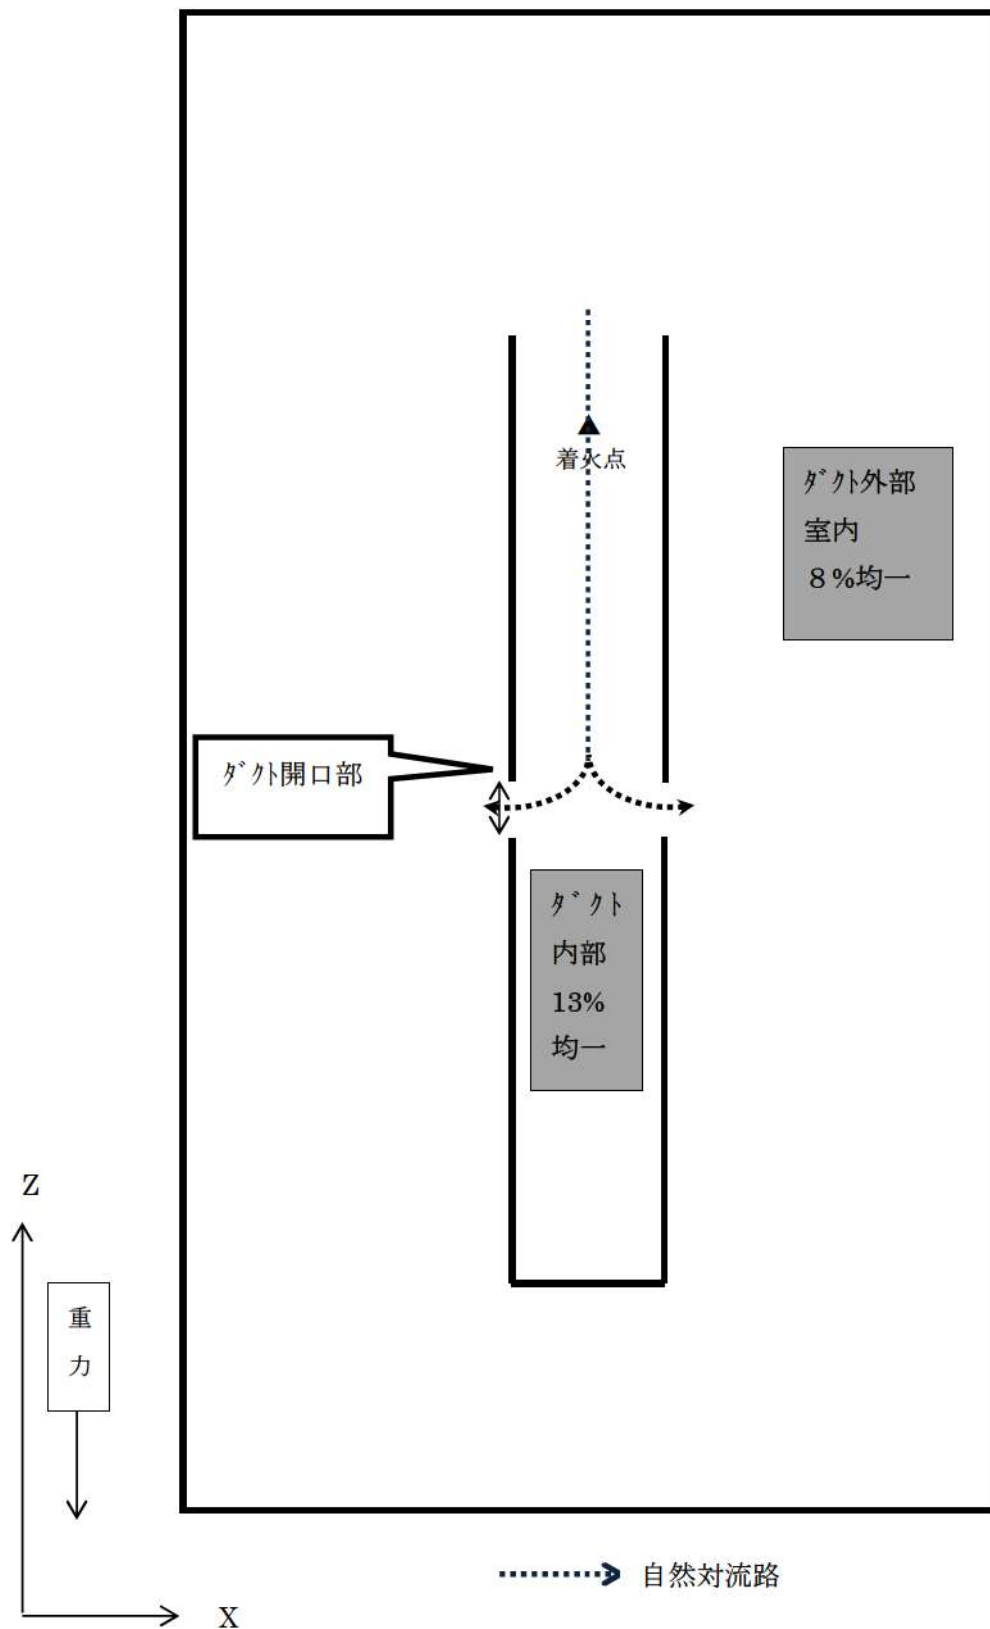 着火点
ﾀﾞｸﾄ外部
室内
８%均一
ﾀﾞｸﾄ開口部
ﾀﾞｸﾄ
内部
13%
均一
Z
重
力
自然対流路
X